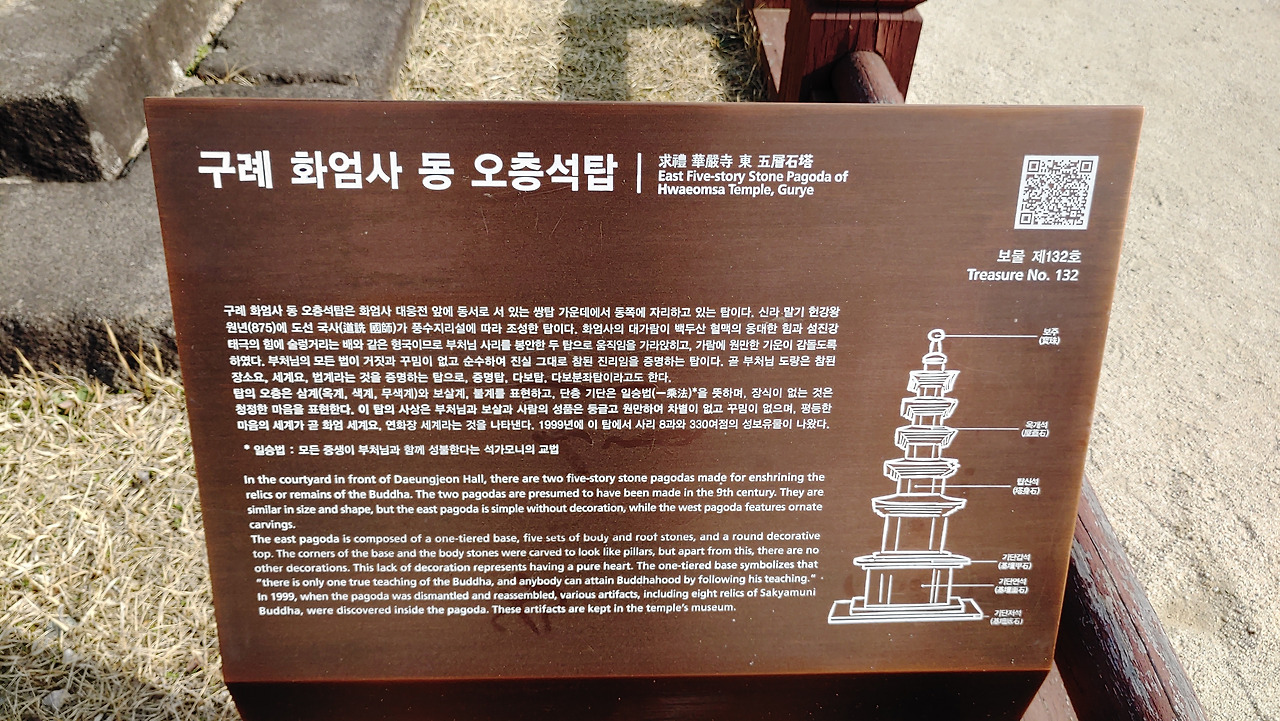 구례 화엄사 동 오층석탑
求禮 華嚴寺 東 五層石塔
East Five-story Stone Pagoda of
Hwaeomsa Temple, Gurye
보물 제132호
Treasure No. 132
구례 화엄사 동 오층석탑은 화엄사 대웅전 앞에 동서로 서 있는 쌍탑 가운데에서 동쪽에 자리하고 있는 탑이다. 신라 말기 헌강왕
원년(875)에 도선 국사(道詵 國師)가 풍수지리설에 따라 조성한 탑이다. 화엄사의 대가람이 백두산 혈맥의 웅대한 힘과 섬진강
태극의 힘에 출렁거리는 배와 같은 형국이므로 부처님 사리를 봉안한 두 탑으로 움직임을 가라앉히고, 가람에 원만한 기운이 감돌도록
하였다. 부처님의 모든 법이 거짓과 꾸밈이 없고 순수하여 진실 그대로 참된 진리임을 증명하는 탑이다. 곧 부처님 도량은 참된
장소요, 세계요, 법계라는 것을 증명하는 탑으로, 증명탑, 다보탑, 다보분좌탑이라고도 한다.
탑의 오층은 삼계(욕계, 색계, 무색계)와 보살계, 불계를 표현하고, 단층 기단은 일승법(一乘法)*을 뜻하며, 장식이 없는 것은
청정한 마음을 표현한다. 이 탑의 사상은 부처님과 보살과 사람의 성품은 둥글고 원만하여 차별이 없고 꾸밈이 없으며, 평등한
마음의 세계가 곧 화엄 세계요, 연화장 세계라는 것을 나타낸다. 1999년에 이 탑에서 사리 8과와 330여점의 성보유물이 나왔다.
* 일승법 : 모든 중생이 부처님과 함께 성불한다는 석가모니의 교법
In the courtyard in front of Daeungjeon Hall, there are two five-story stone pagodas made for enshrining the
relics or remains of the Buddha. The two pagodas are presumed to have been made in the 9th century. They are
similar in size and shape, but the east pagoda is simple without decoration, while the west pagoda features ornate
carvings.
The east pagoda is composed of a one-tiered base, five sets of body and roof stones, and a round decorative
top. The corners of the base and the body stones were carved to look like pillars, but apart from this, there are no
other decorations. This lack of decoration represents having a pure heart. The one-tiered base symbolizes that
"there is only one true teaching of the Buddha, and anybody can attain Buddhahood by following his teaching."
In 1999, when the pagoda was dismantled and reassembled, various artifacts, including eight relics of Sakyamuni
Buddha, were discovered inside the pagoda. These artifacts are kept in the temple's museum.
보주
(寶珠)
옥개석
(屋蓋石)
탑신석
(塔身石)
기단갑석
(基壇甲石)
기단면석
(基壇面石)
기단저석
(基壇底石)